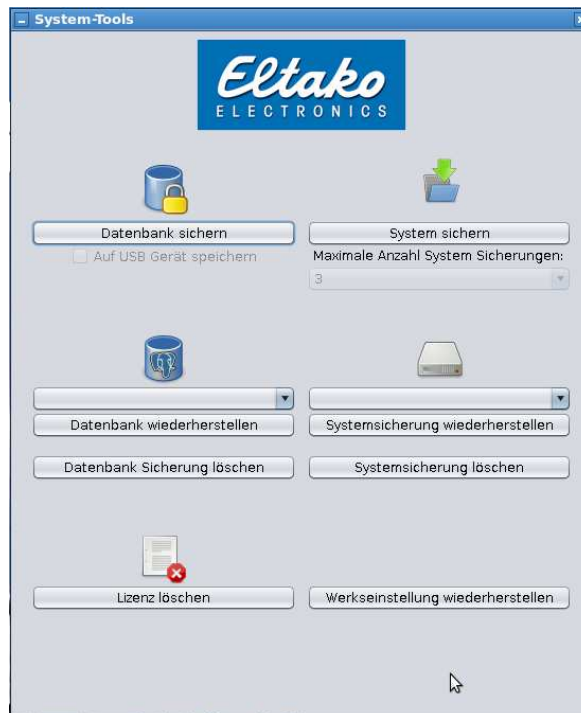 System-Tools
Eltako
ELECTRONICS
Datenbank sichern
System sichern
Auf USB Gerät speichern
Maximale Anzahl System Sicherungen:
3
Datenbank wiederherstellen
Systemsicherung wiederherstellen
Datenbank Sicherung löschen
Systemsicherung löschen
Lizenz löschen
Werkseinstellung wiederherstellen